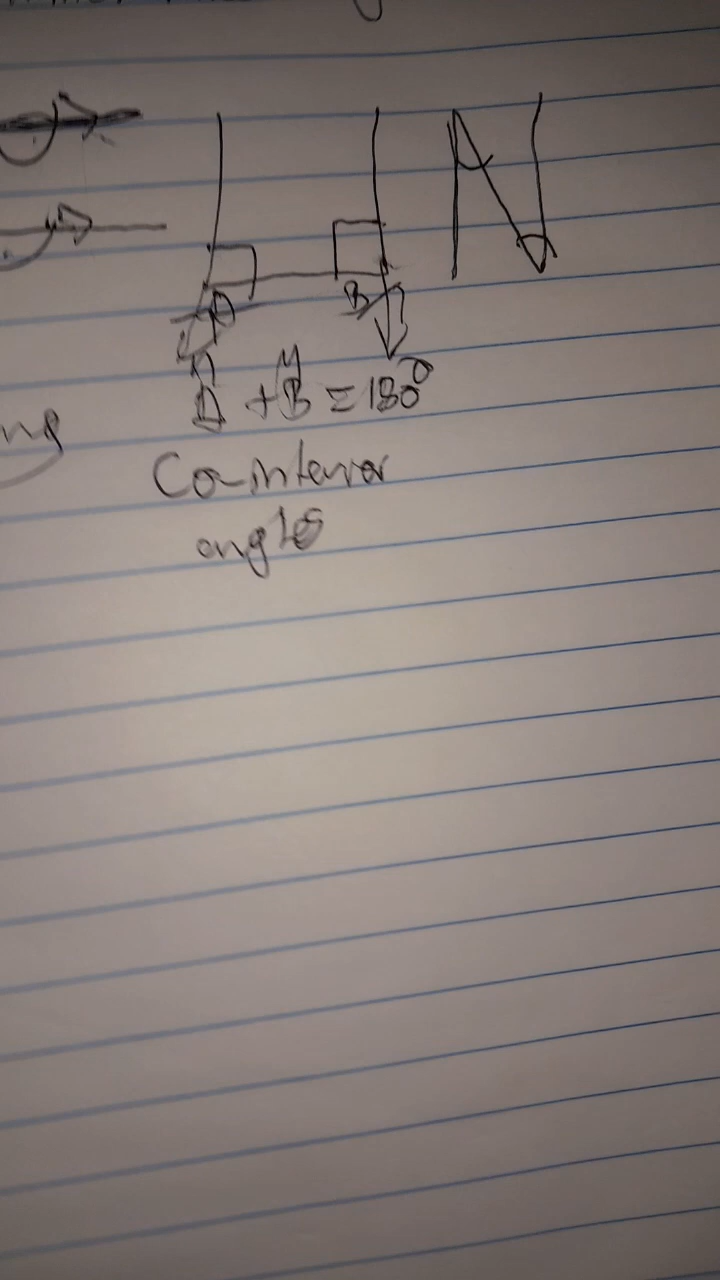 A B
Â + B̂ = 180°
Co-interior
angles